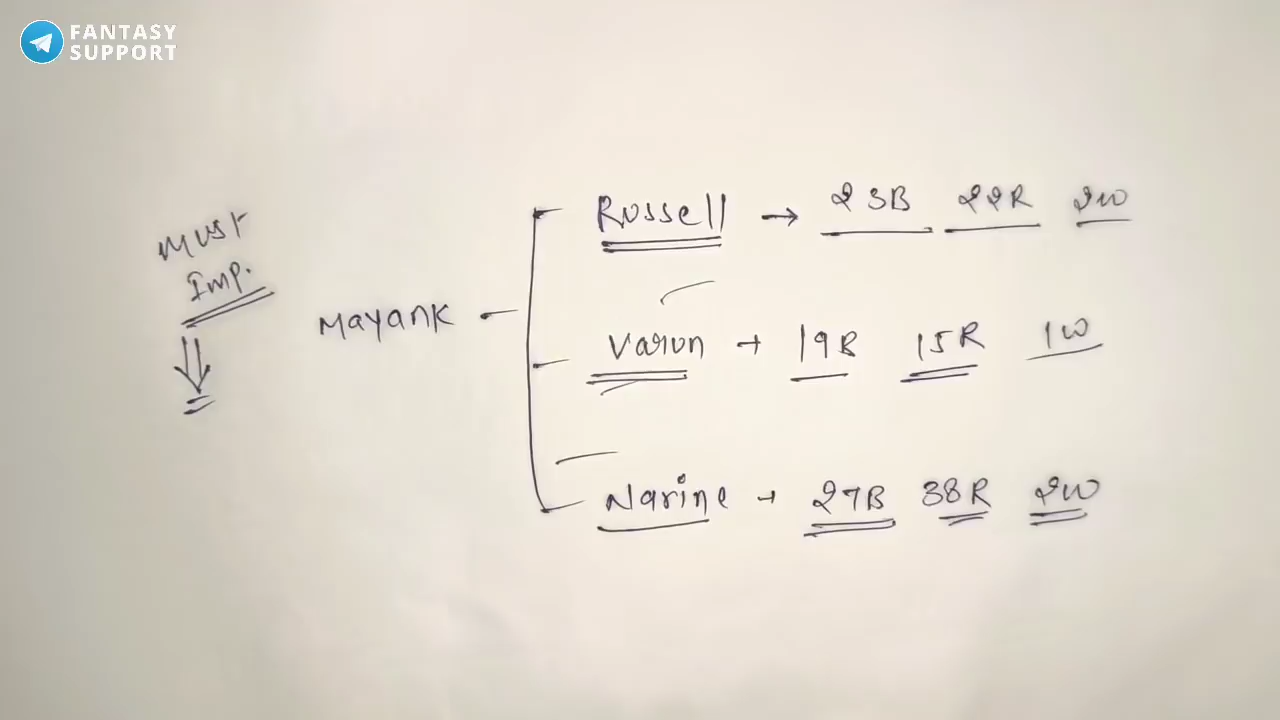 FANTASY
SUPPORT
Must
Imp.
Mayank
Russell → 23B 22R 2W
Varun → 19B 15R 1W
Narine → 27B 38R 2W